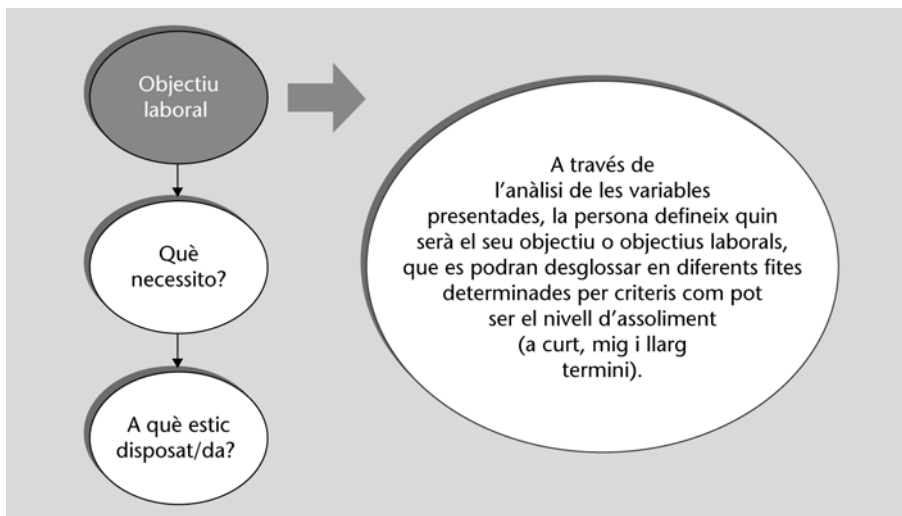 Objectiu
laboral
Què
necessito?
A què estic
disposat/da?
A través de
l'anàlisi de les variables
presentades, la persona defineix quin
serà el seu objectiu o objectius laborals,
que es podran desglossar en diferents fites
determinades per criteris com pot
ser el nivell d'assoliment
(a curt, mig i llarg
termini).